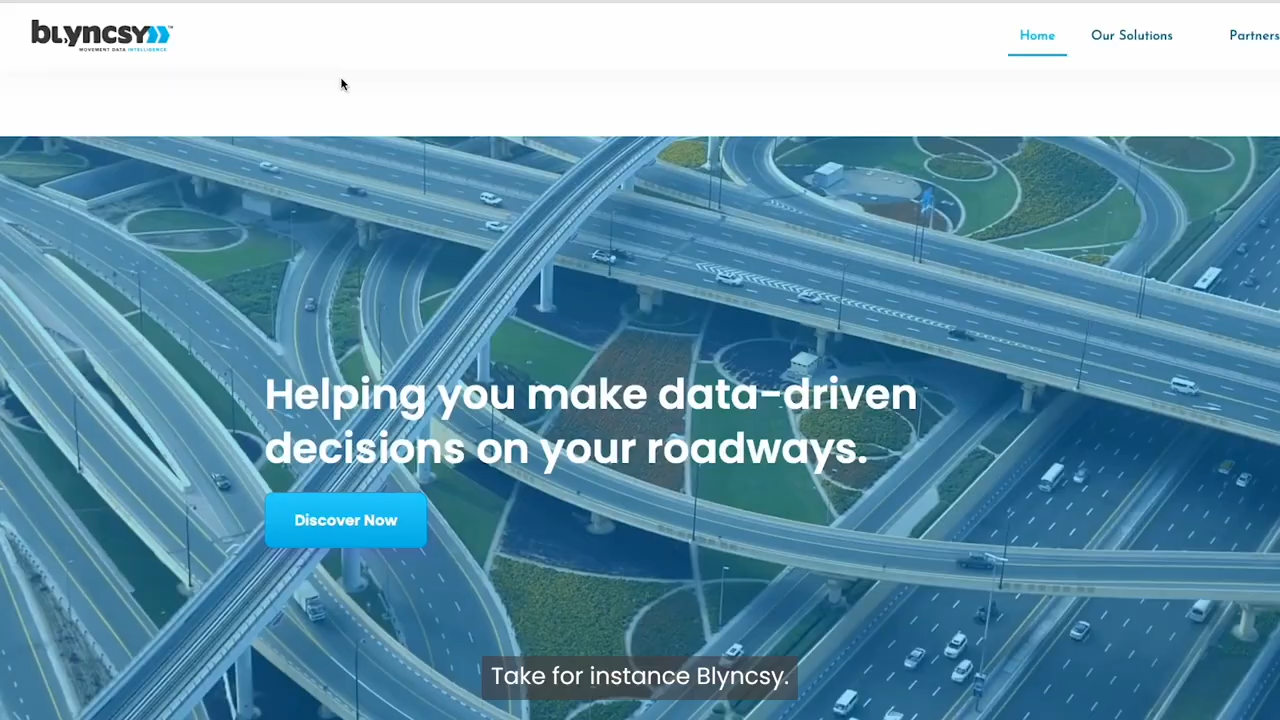 blyncsy™
MOVEMENT DATA INTELLIGENCE
Home
Our Solutions
Partners
Helping you make data-driven
decisions on your roadways.
Discover Now
Take for instance Blyncsy.